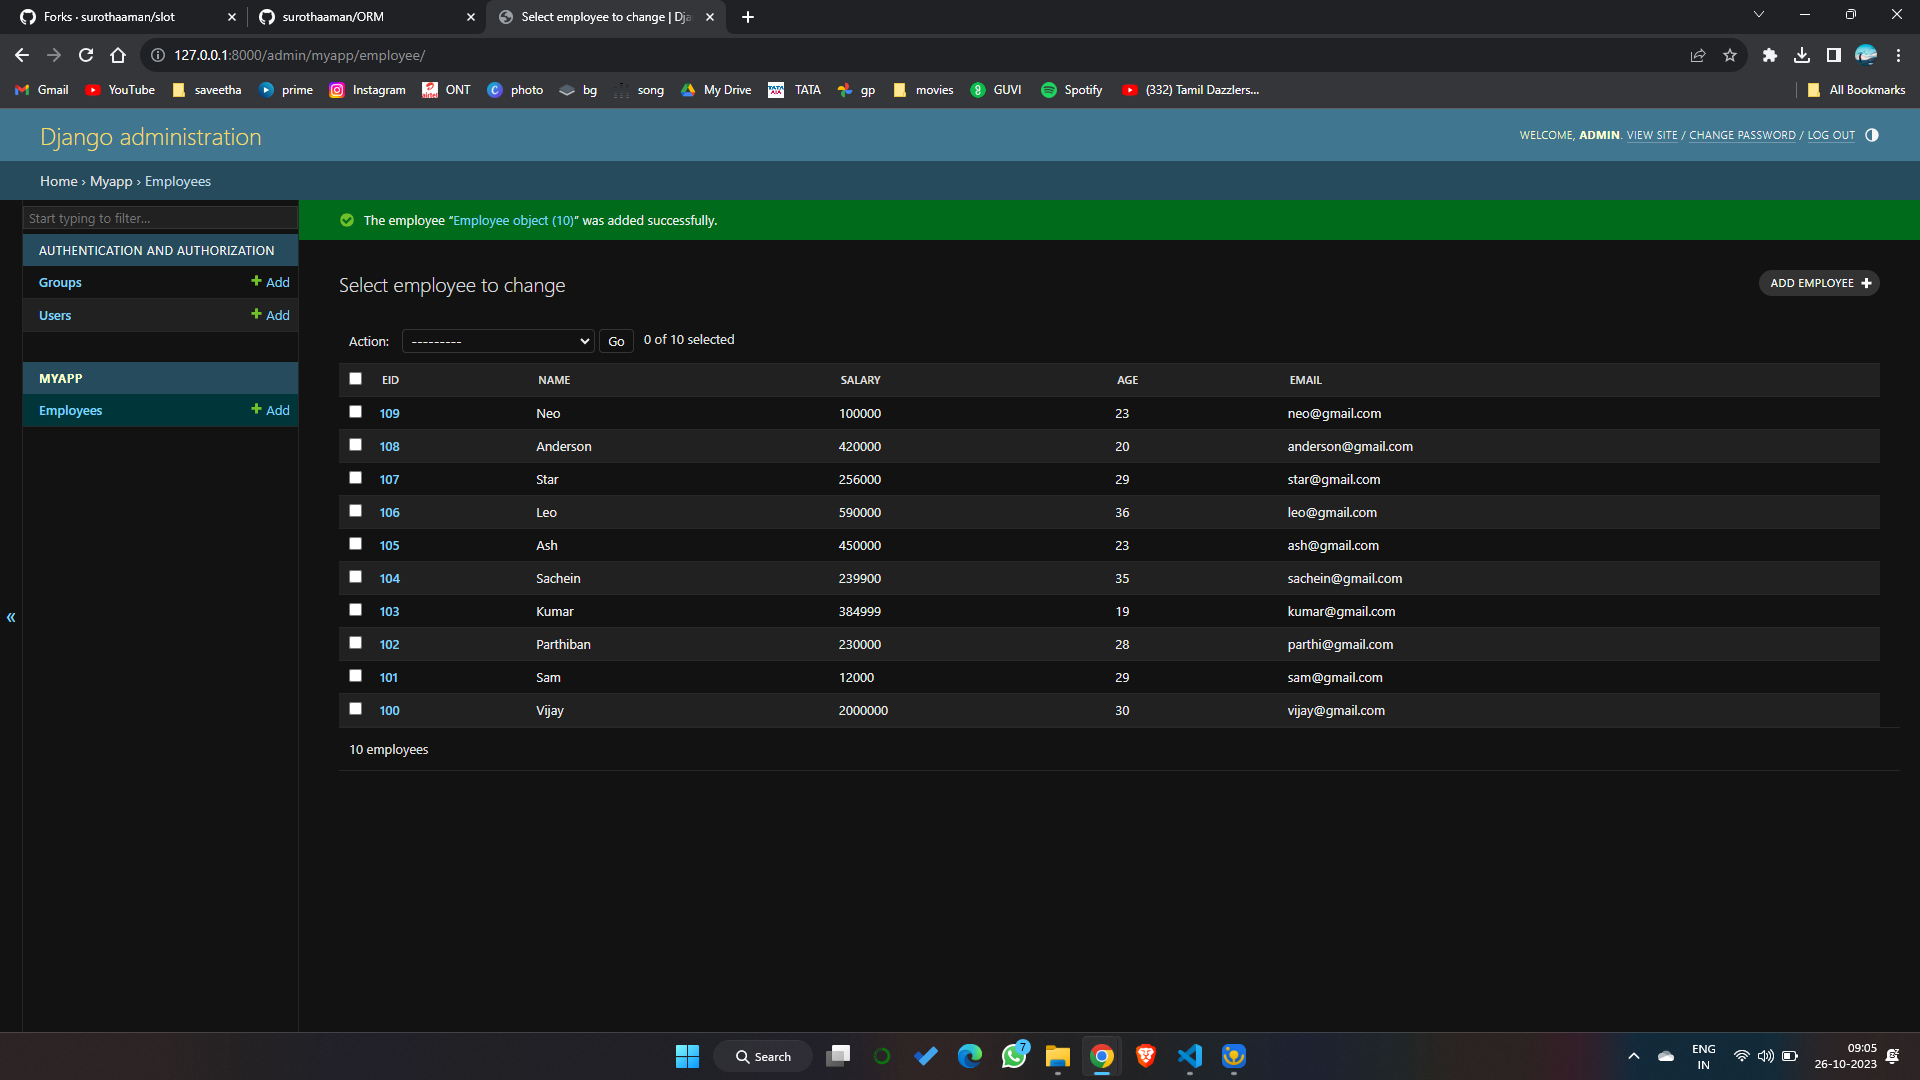 Forks · surothaaman/slot
surothaaman/ORM
Select employee to change | Dja
127.0.0.1:8000/admin/myapp/employee/
Gmail YouTube saveetha prime Instagram airtel ONT photo bg song My Drive TATA AIA TATA gp movies GUVI Spotify (332) Tamil Dazzlers... All Bookmarks
Django administration
WELCOME, ADMIN. VIEW SITE / CHANGE PASSWORD / LOG OUT
Home › Myapp › Employees
Start typing to filter...
AUTHENTICATION AND AUTHORIZATION
Groups + Add
Users + Add
MYAPP
Employees + Add
«
The employee “Employee object (10)” was added successfully.
Select employee to change
ADD EMPLOYEE +
Action: --------- Go 0 of 10 selected
EID NAME SALARY AGE EMAIL
109 Neo 100000 23 neo@gmail.com
108 Anderson 420000 20 anderson@gmail.com
107 Star 256000 29 star@gmail.com
106 Leo 590000 36 leo@gmail.com
105 Ash 450000 23 ash@gmail.com
104 Sachein 239900 35 sachein@gmail.com
103 Kumar 384999 19 kumar@gmail.com
102 Parthiban 230000 28 parthi@gmail.com
101 Sam 12000 29 sam@gmail.com
100 Vijay 2000000 30 vijay@gmail.com
10 employees
Search
7
ENG
IN
09:05
26-10-2023